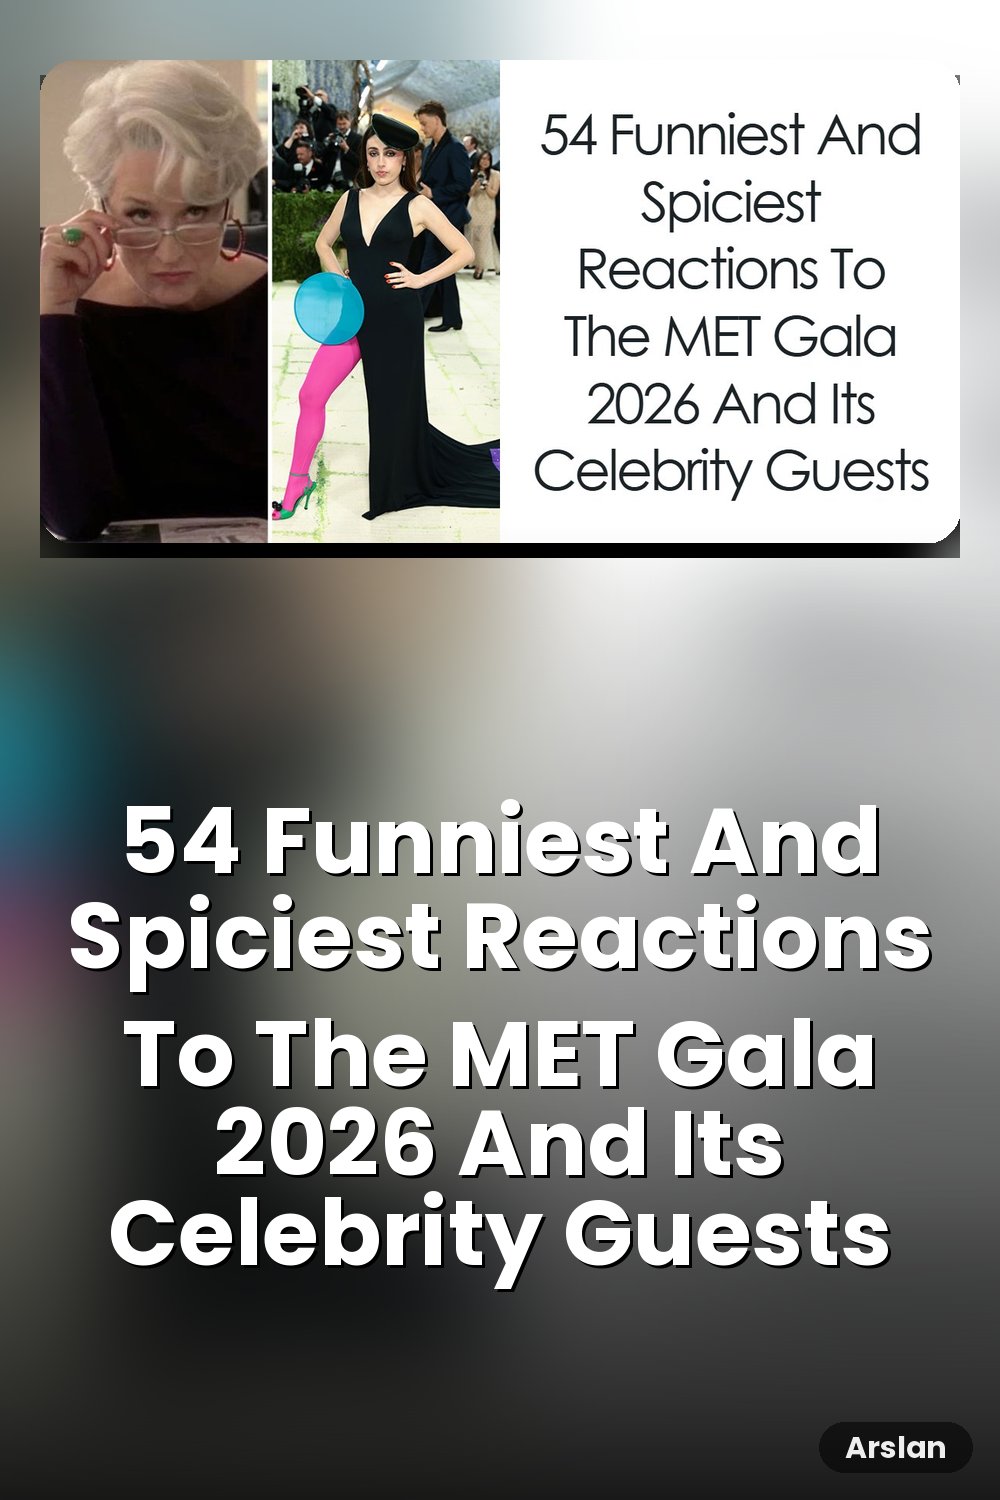 54 Funniest And
Spiciest
Reactions To
The MET Gala
2026 And Its
Celebrity Guests
54 Funniest And
Spiciest Reactions
To The MET Gala
2026 And Its
Celebrity Guests
Arslan